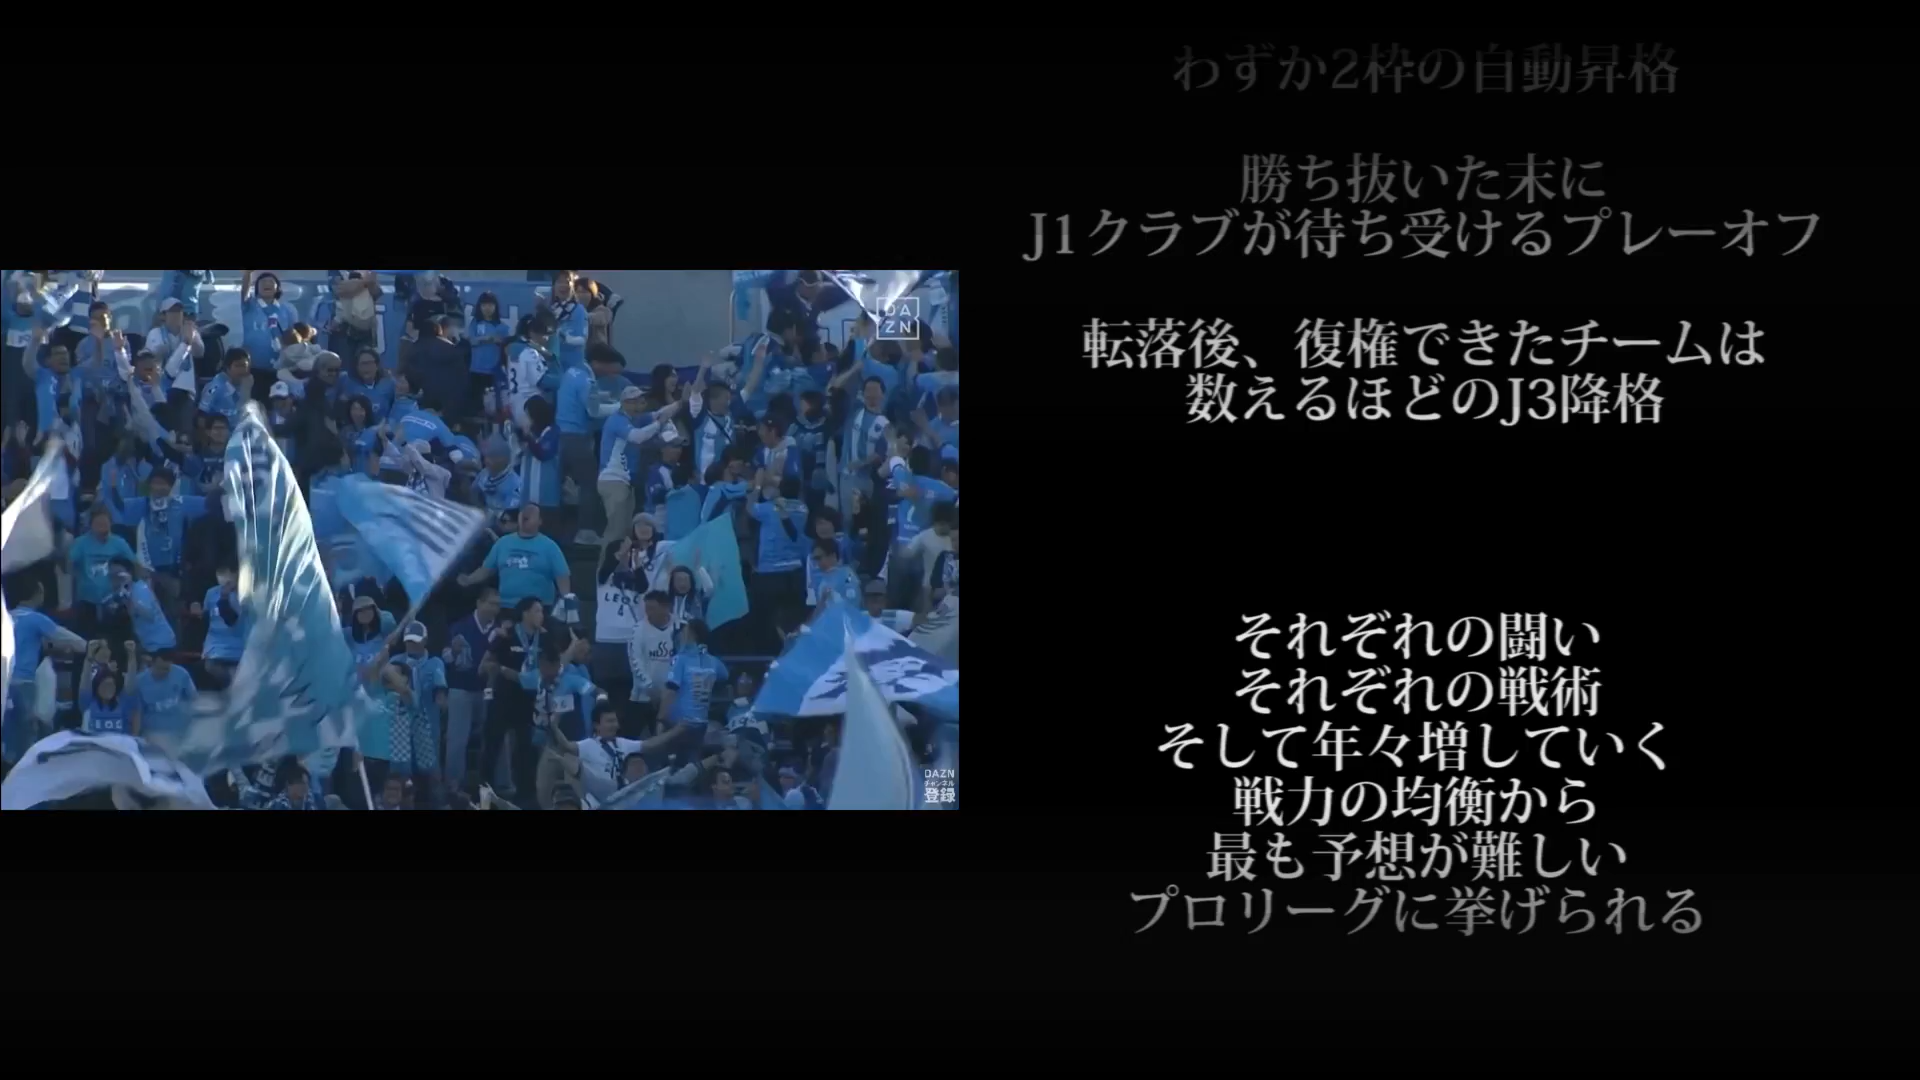 わずか2枠の自動昇格
勝ち抜いた末に
J1クラブが待ち受けるプレーオフ
転落後、復権できたチームは
数えるほどのJ3降格
それぞれの闘い
それぞれの戦術
そして年々増していく
戦力の均衡から
最も予想が難しい
プロリーグに挙げられる
DA
ZN
LEOC
4
NISSO
DAZN
チャンネル
登録